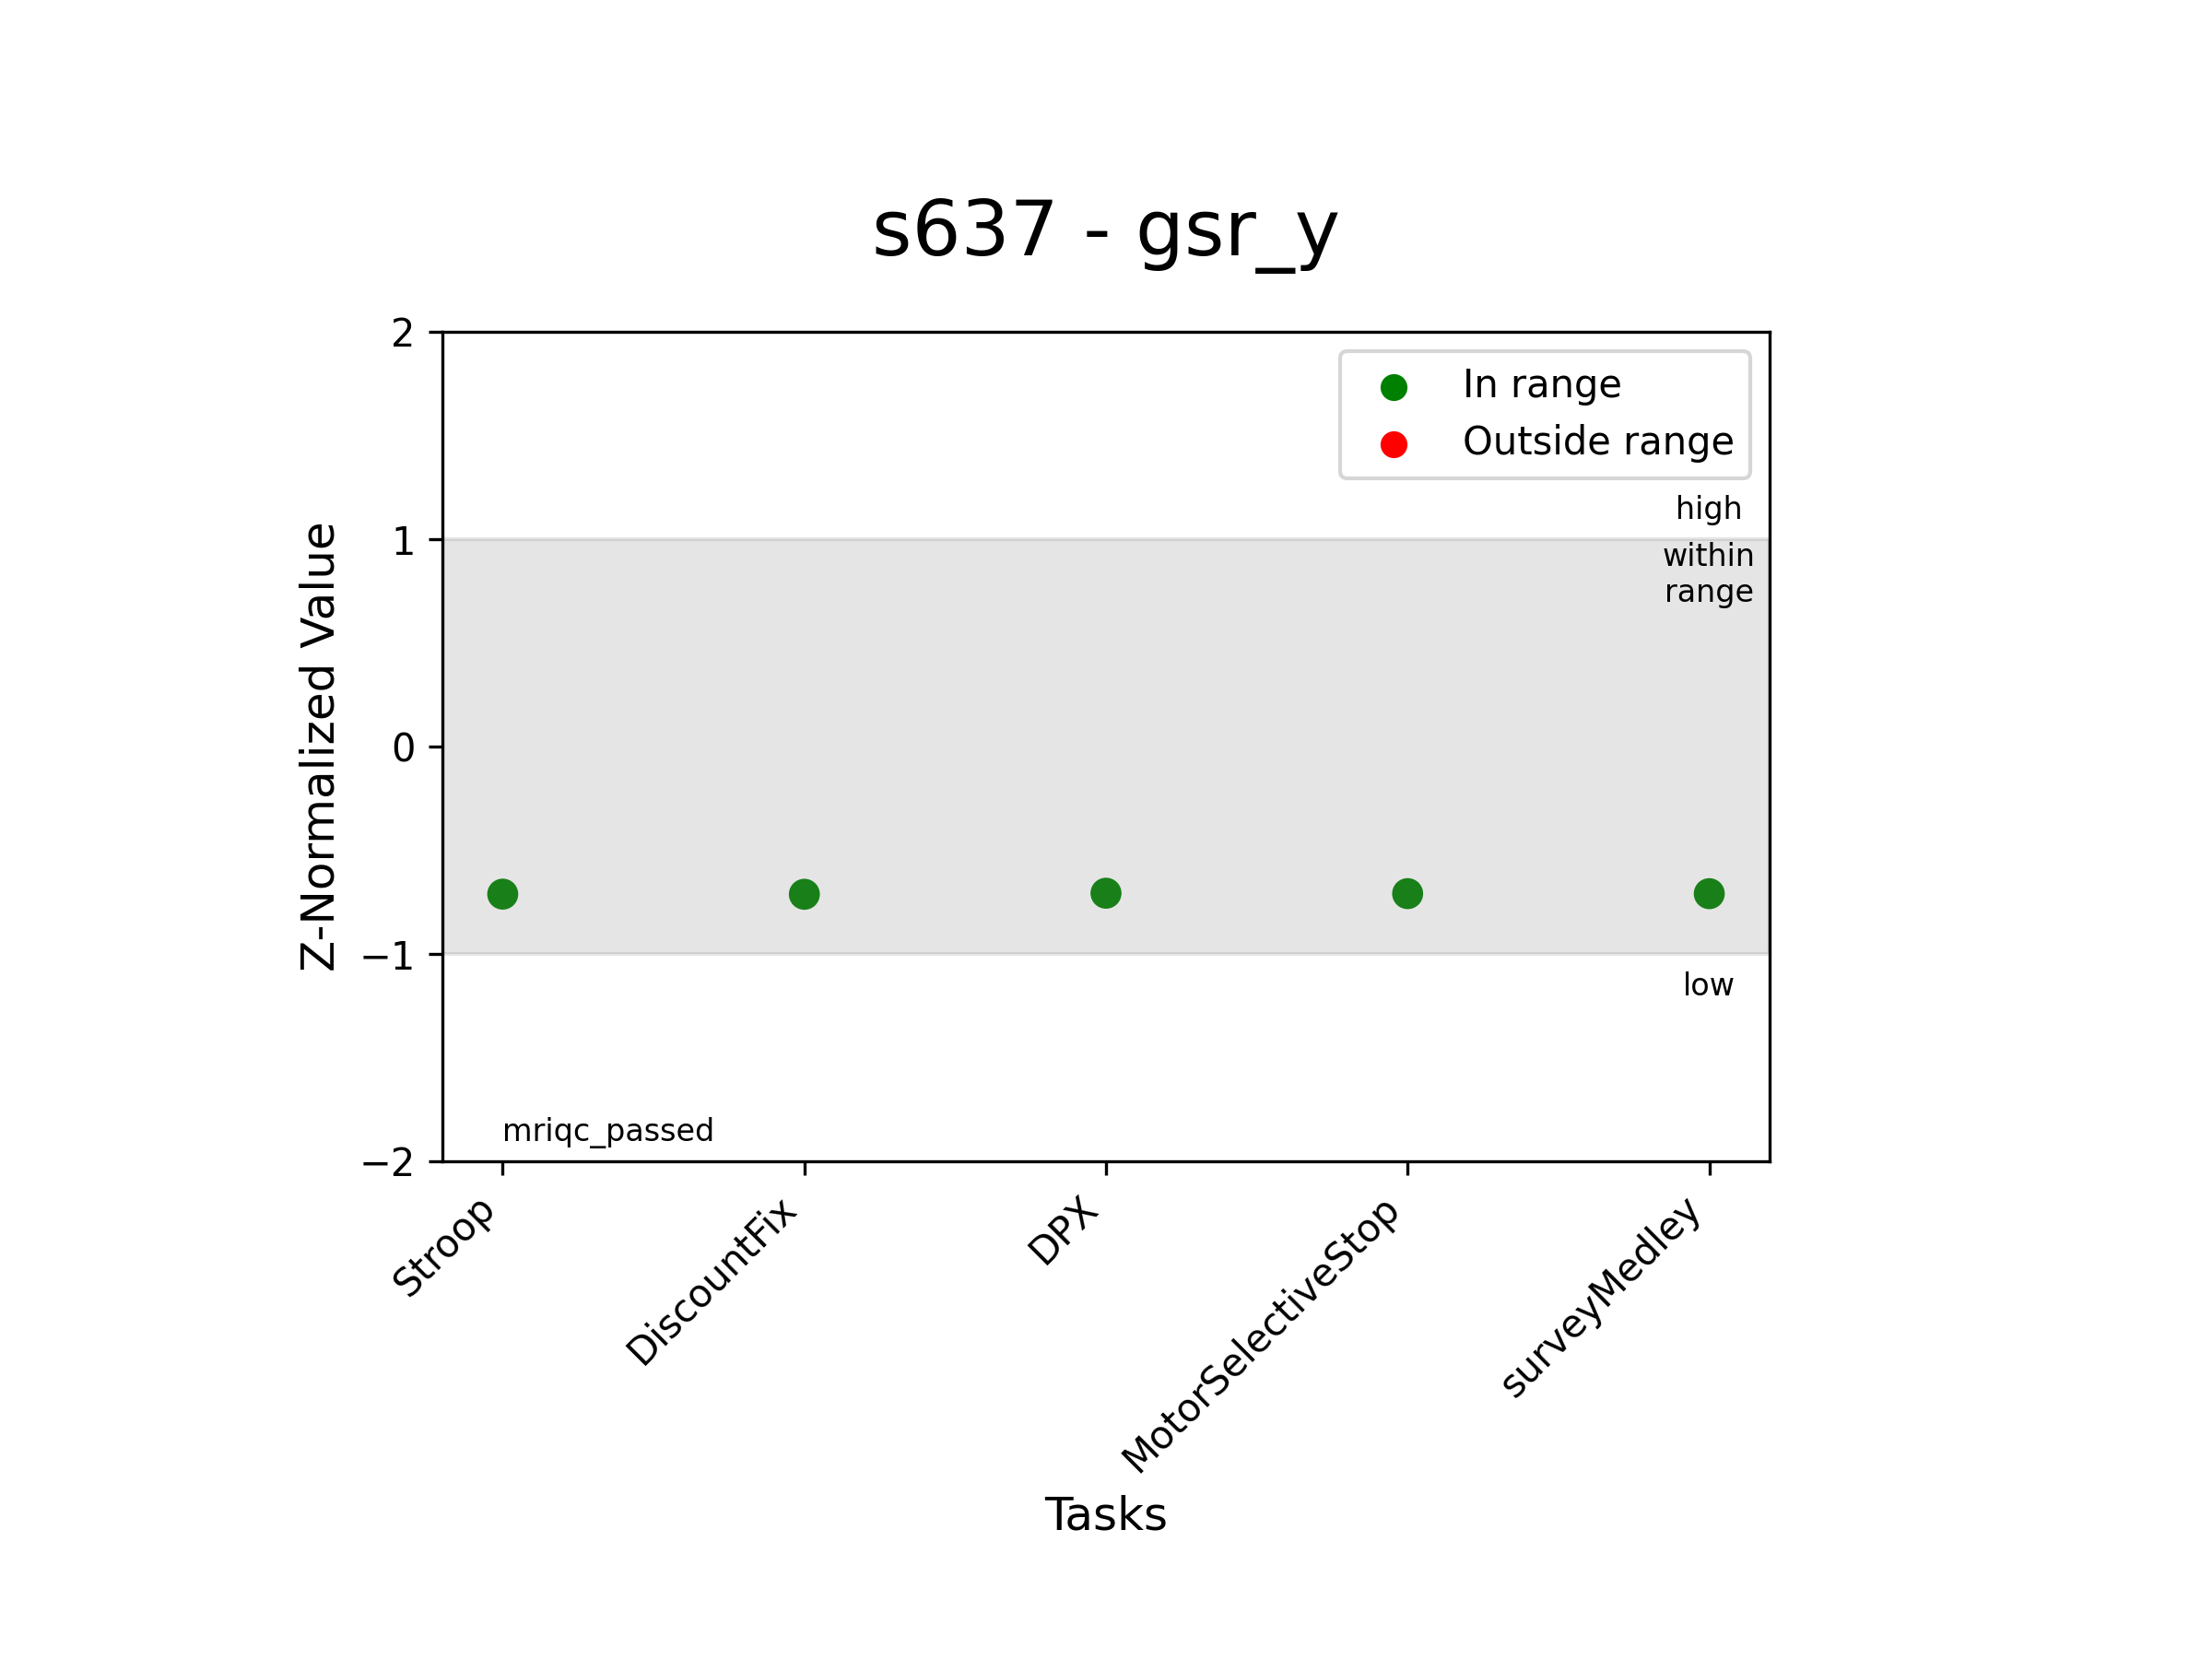 s637 - gsr_y
2
1
0
−1
−2
Z-Normalized Value
In range
Outside range
high
within
range
low
mriqc_passed
Stroop
DiscountFix
DPX
MotorSelectiveStop
surveyMedley
Tasks